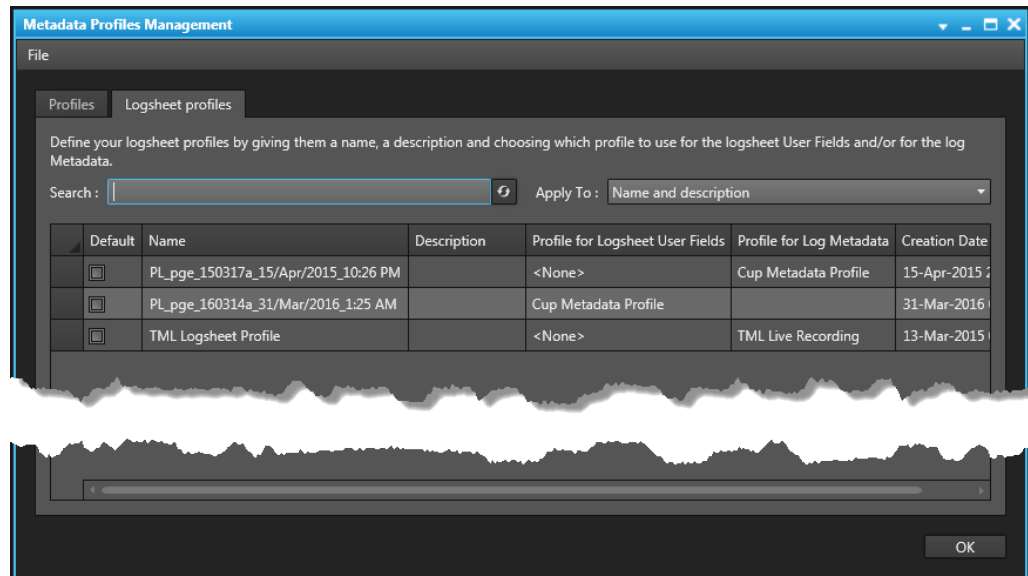 Metadata Profiles Management
File
Profiles Logsheet profiles
Define your logsheet profiles by giving them a name, a description and choosing which profile to use for the logsheet User Fields and/or for the log
Metadata.
Search : Apply To : Name and description
Default Name Description Profile for Logsheet User Fields Profile for Log Metadata Creation Date
PL_pge_150317a_15/Apr/2015_10:26 PM <None> Cup Metadata Profile 15-Apr-2015 2
PL_pge_160314a_31/Mar/2016_1:25 AM Cup Metadata Profile 31-Mar-2016
TML Logsheet Profile <None> TML Live Recording 13-Mar-2015
OK